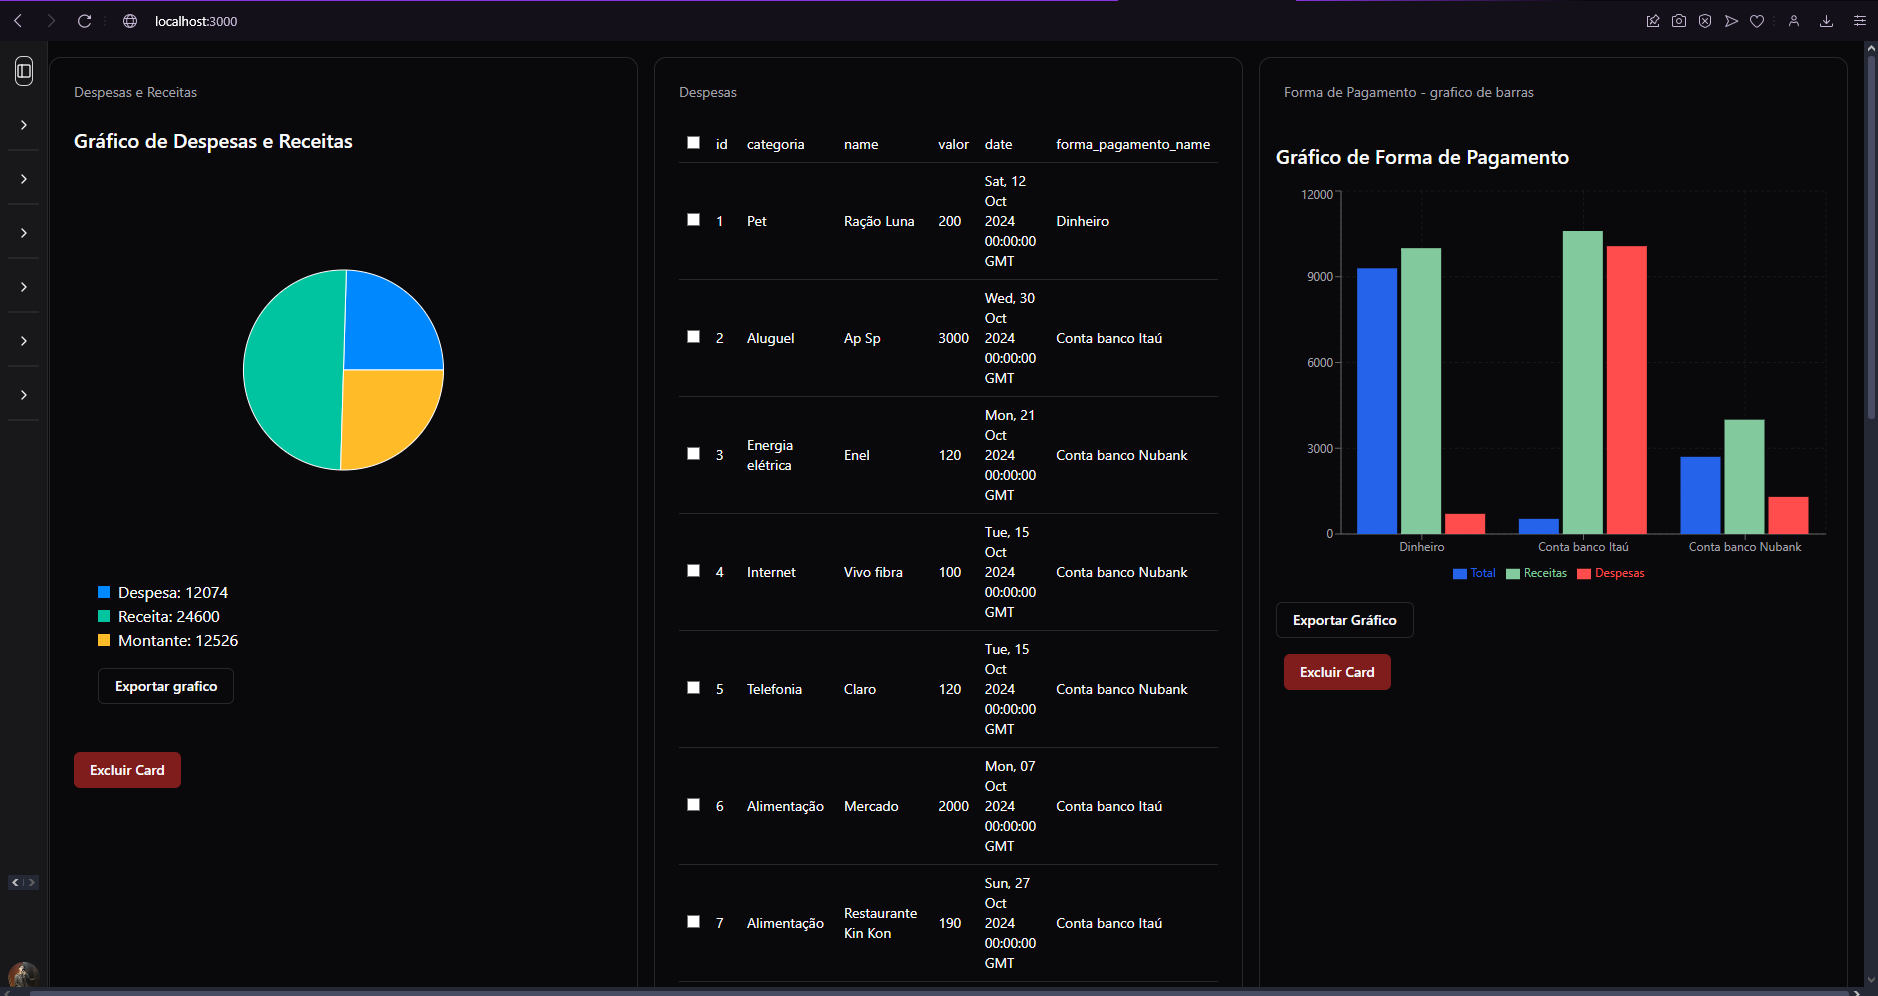 localhost:3000
Despesas e Receitas
Gráfico de Despesas e Receitas
Despesa: 12074
Receita: 24600
Montante: 12526
Exportar grafico
Excluir Card
Despesas
id categoria name valor date forma_pagamento_name
1 Pet Ração Luna 200 Sat, 12 Oct 2024 00:00:00 GMT Dinheiro
2 Aluguel Ap Sp 3000 Wed, 30 Oct 2024 00:00:00 GMT Conta banco Itaú
3 Energia elétrica Enel 120 Mon, 21 Oct 2024 00:00:00 GMT Conta banco Nubank
4 Internet Vivo fibra 100 Tue, 15 Oct 2024 00:00:00 GMT Conta banco Nubank
5 Telefonia Claro 120 Tue, 15 Oct 2024 00:00:00 GMT Conta banco Nubank
6 Alimentação Mercado 2000 Mon, 07 Oct 2024 00:00:00 GMT Conta banco Itaú
7 Alimentação Restaurante Kin Kon 190 Sun, 27 Oct 2024 00:00:00 GMT Conta banco Itaú
Forma de Pagamento - grafico de barras
Gráfico de Forma de Pagamento
12000
9000
6000
3000
0
Dinheiro Conta banco Itaú Conta banco Nubank
Total Receitas Despesas
Exportar Gráfico
Excluir Card